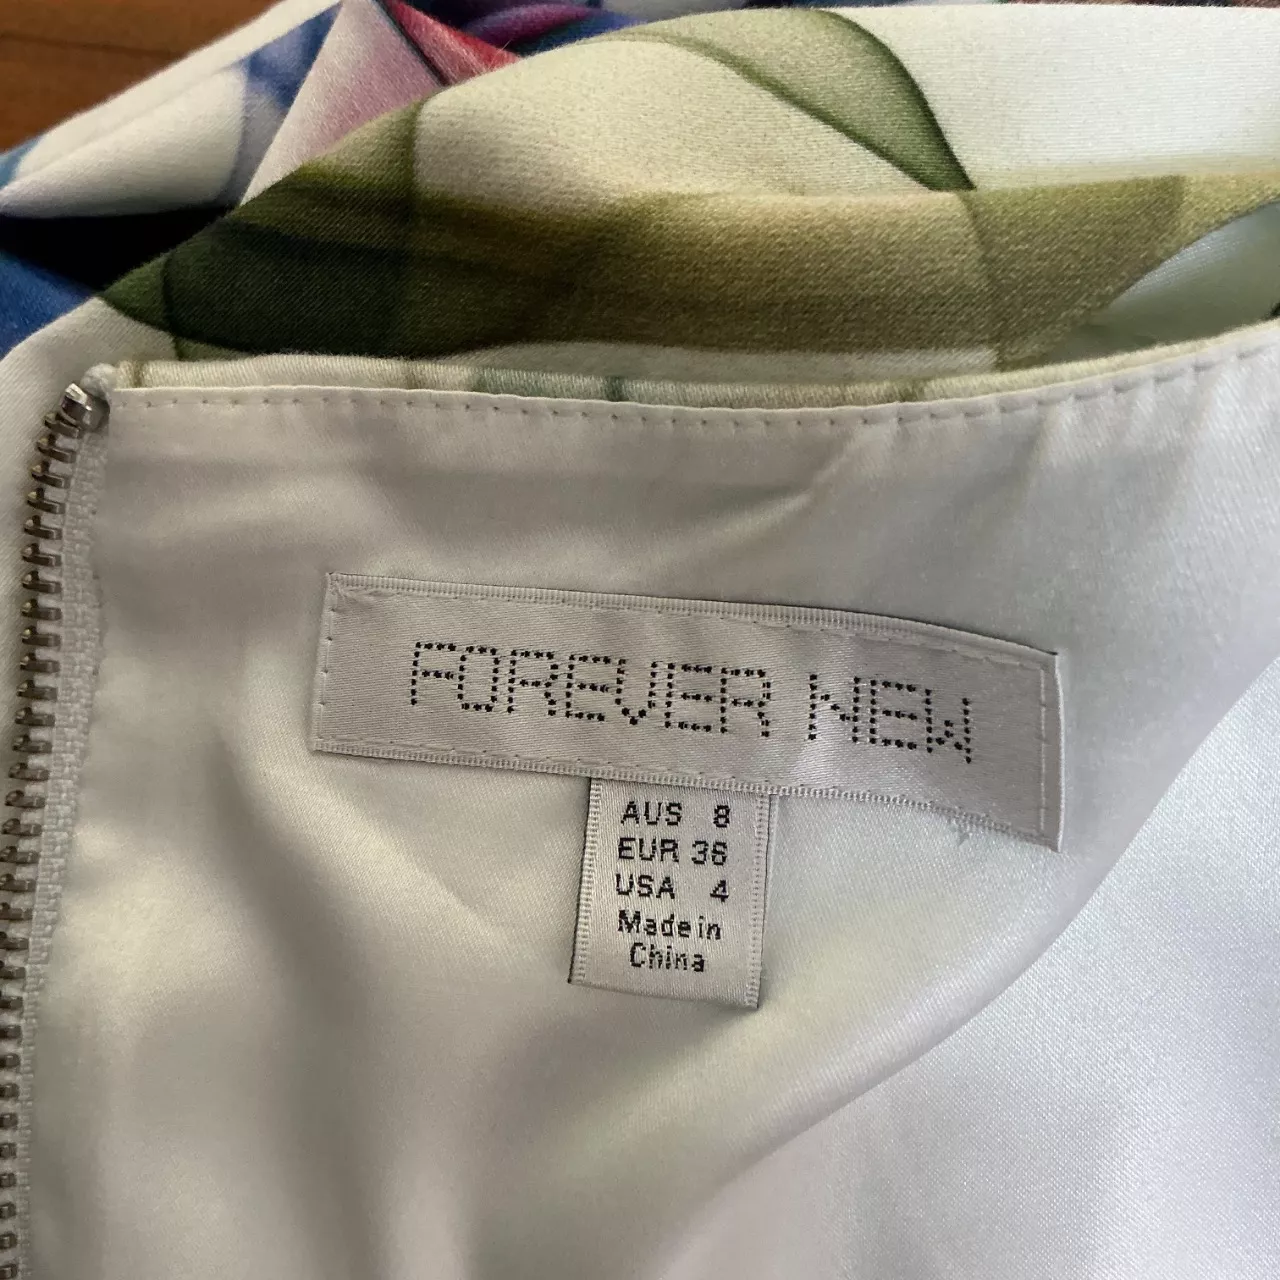 FOREVER NEW
AUS 8
EUR 36
USA 4
Made in
China